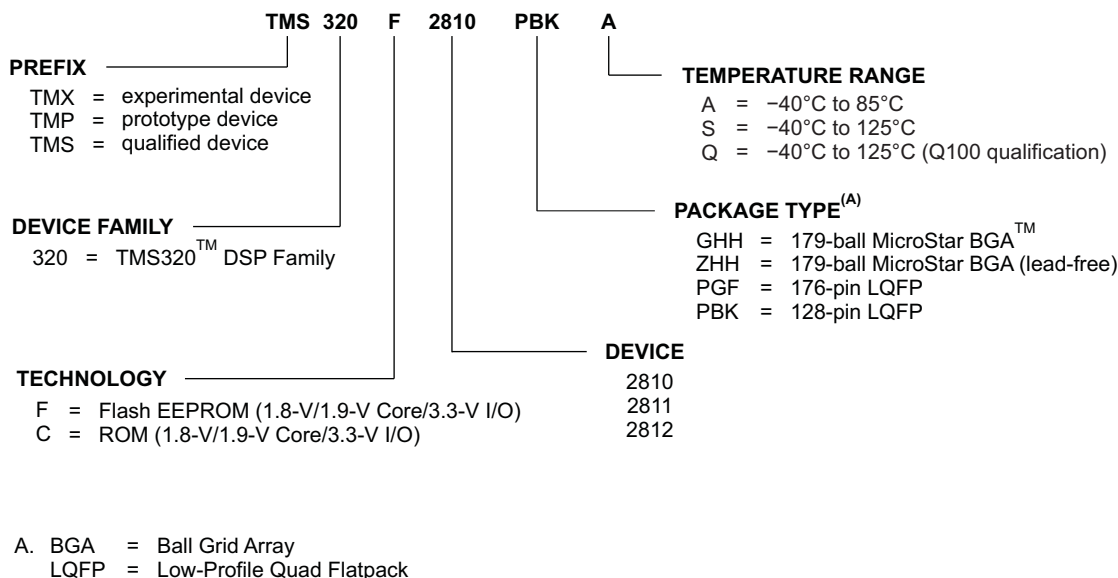 TMS 320 F 2810 PBK A
PREFIX
TMX = experimental device
TMP = prototype device
TMS = qualified device
TEMPERATURE RANGE
A = −40°C to 85°C
S = −40°C to 125°C
Q = −40°C to 125°C (Q100 qualification)
DEVICE FAMILY
320 = TMS320™ DSP Family
PACKAGE TYPE(A)
GHH = 179-ball MicroStar BGA™
ZHH = 179-ball MicroStar BGA (lead-free)
PGF = 176-pin LQFP
PBK = 128-pin LQFP
TECHNOLOGY
F = Flash EEPROM (1.8-V/1.9-V Core/3.3-V I/O)
C = ROM (1.8-V/1.9-V Core/3.3-V I/O)
DEVICE
2810
2811
2812
A. BGA = Ball Grid Array
LQFP = Low-Profile Quad Flatpack